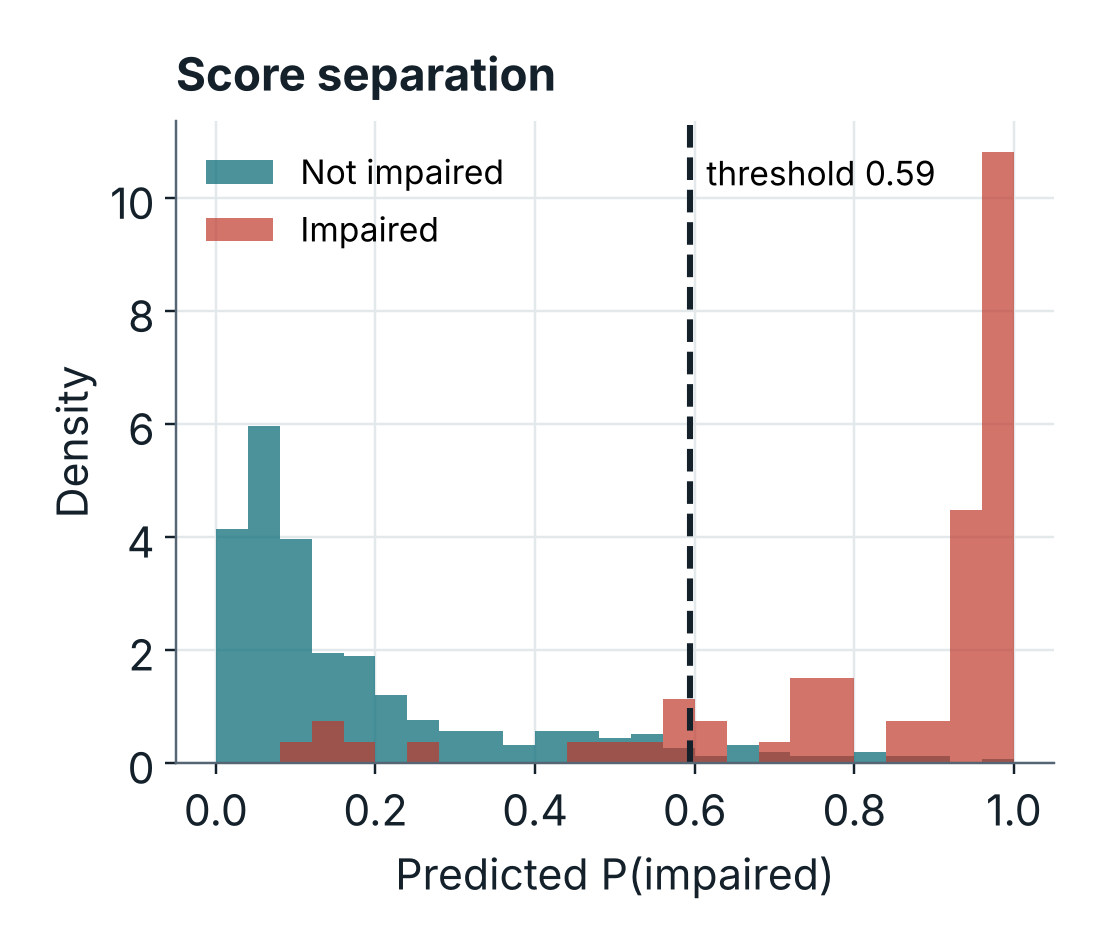 Score separation
Not impaired
Impaired
threshold 0.59
Density
10
8
6
4
2
0
0.0 0.2 0.4 0.6 0.8 1.0
Predicted P(impaired)